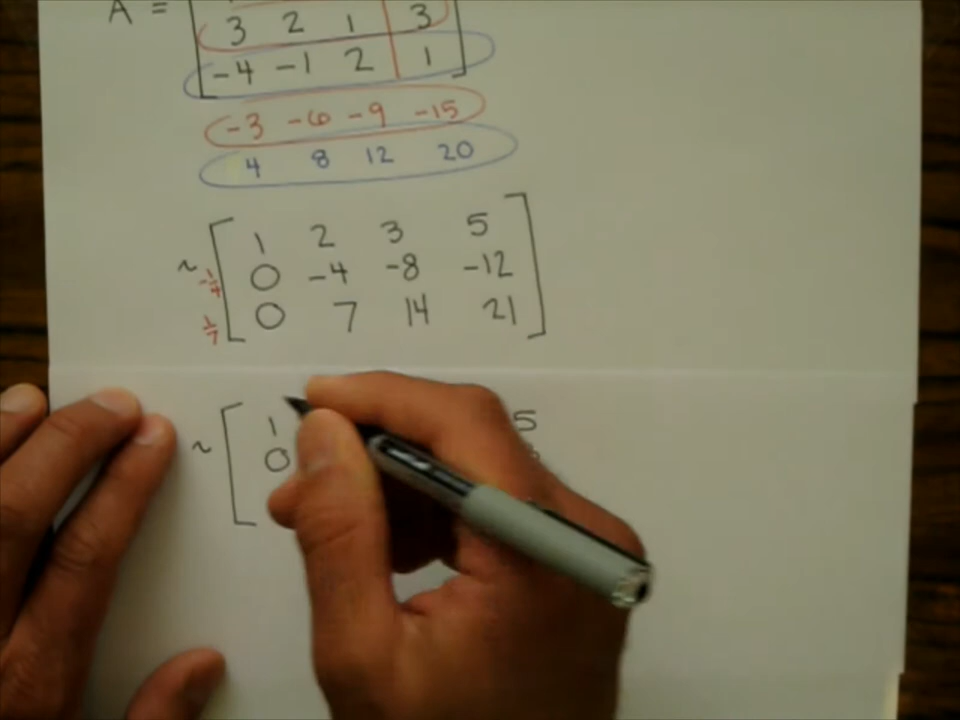 A =
3 2 1 3
-4 -1 2 1
-3 -6 -9 -15
4 8 12 20
~ 1 2 3 5
-1/4 0 -4 -8 -12
1/7 0 7 14 21
~ 1 5
0